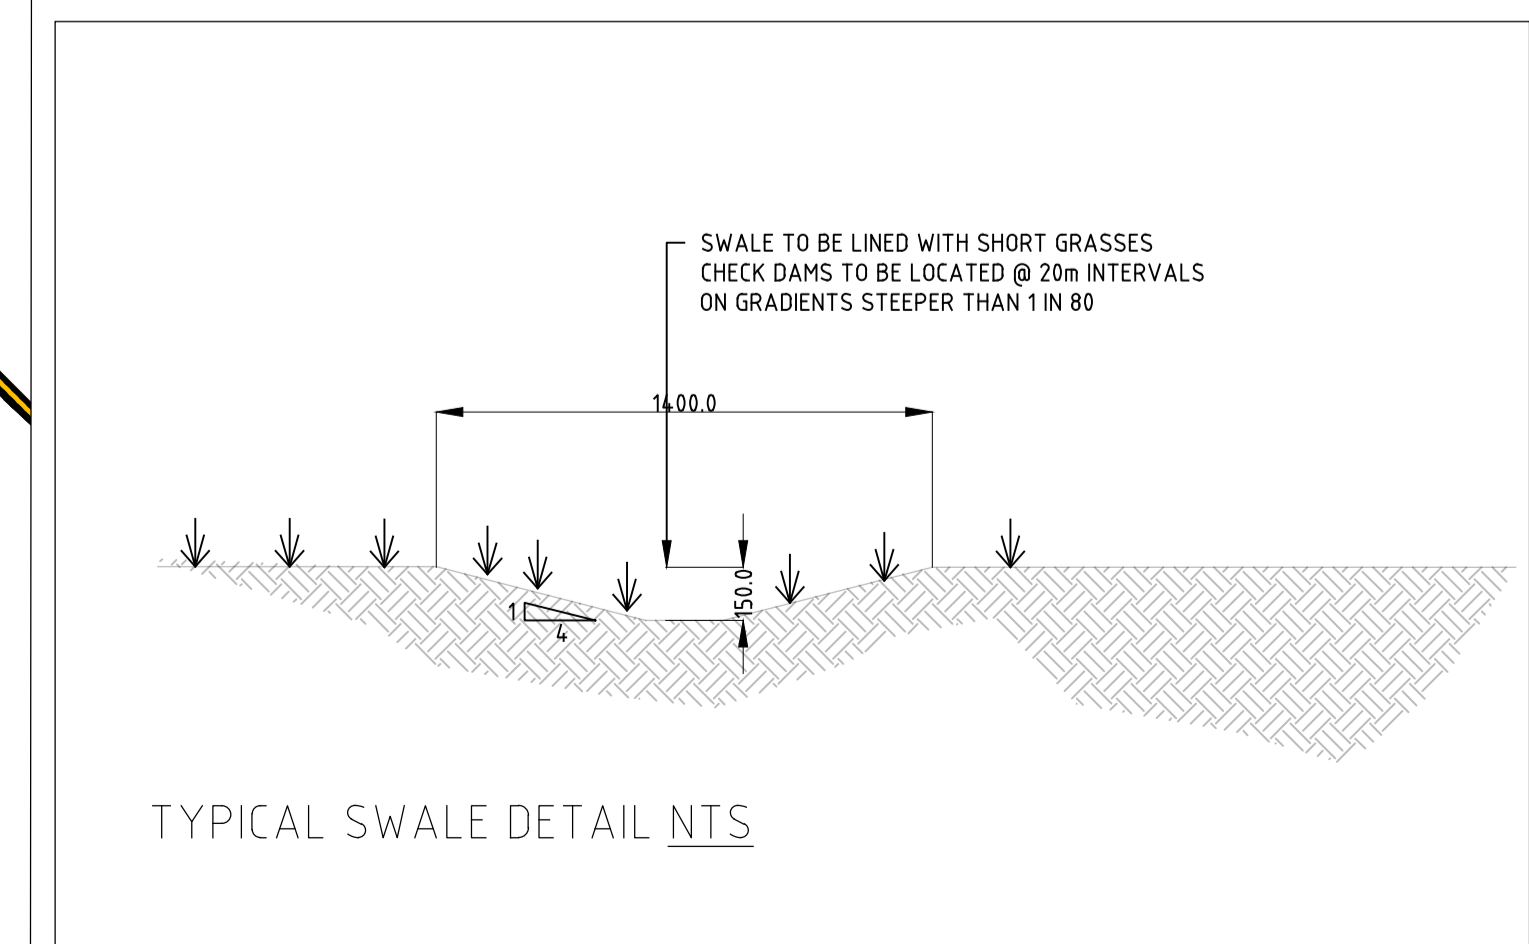 SWALE TO BE LINED WITH SHORT GRASSES
CHECK DAMS TO BE LOCATED @ 20m INTERVALS
ON GRADIENTS STEEPER THAN 1 IN 80
1400.0
150.0
1
4
TYPICAL SWALE DETAIL NTS